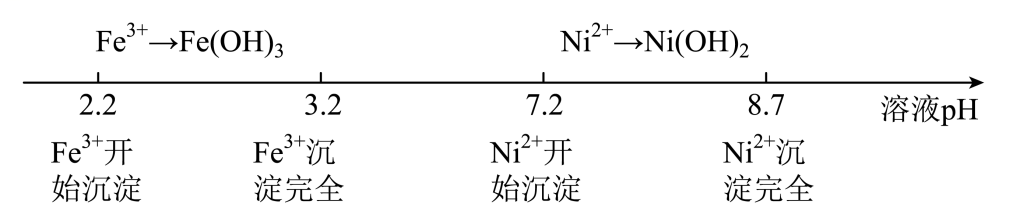 Fe³⁺→Fe(OH)₃ Ni²⁺→Ni(OH)₂
2.2 3.2 7.2 8.7 溶液pH
Fe³⁺开 Fe³⁺沉 Ni²⁺开 Ni²⁺沉
始沉淀 淀完全 始沉淀 淀完全